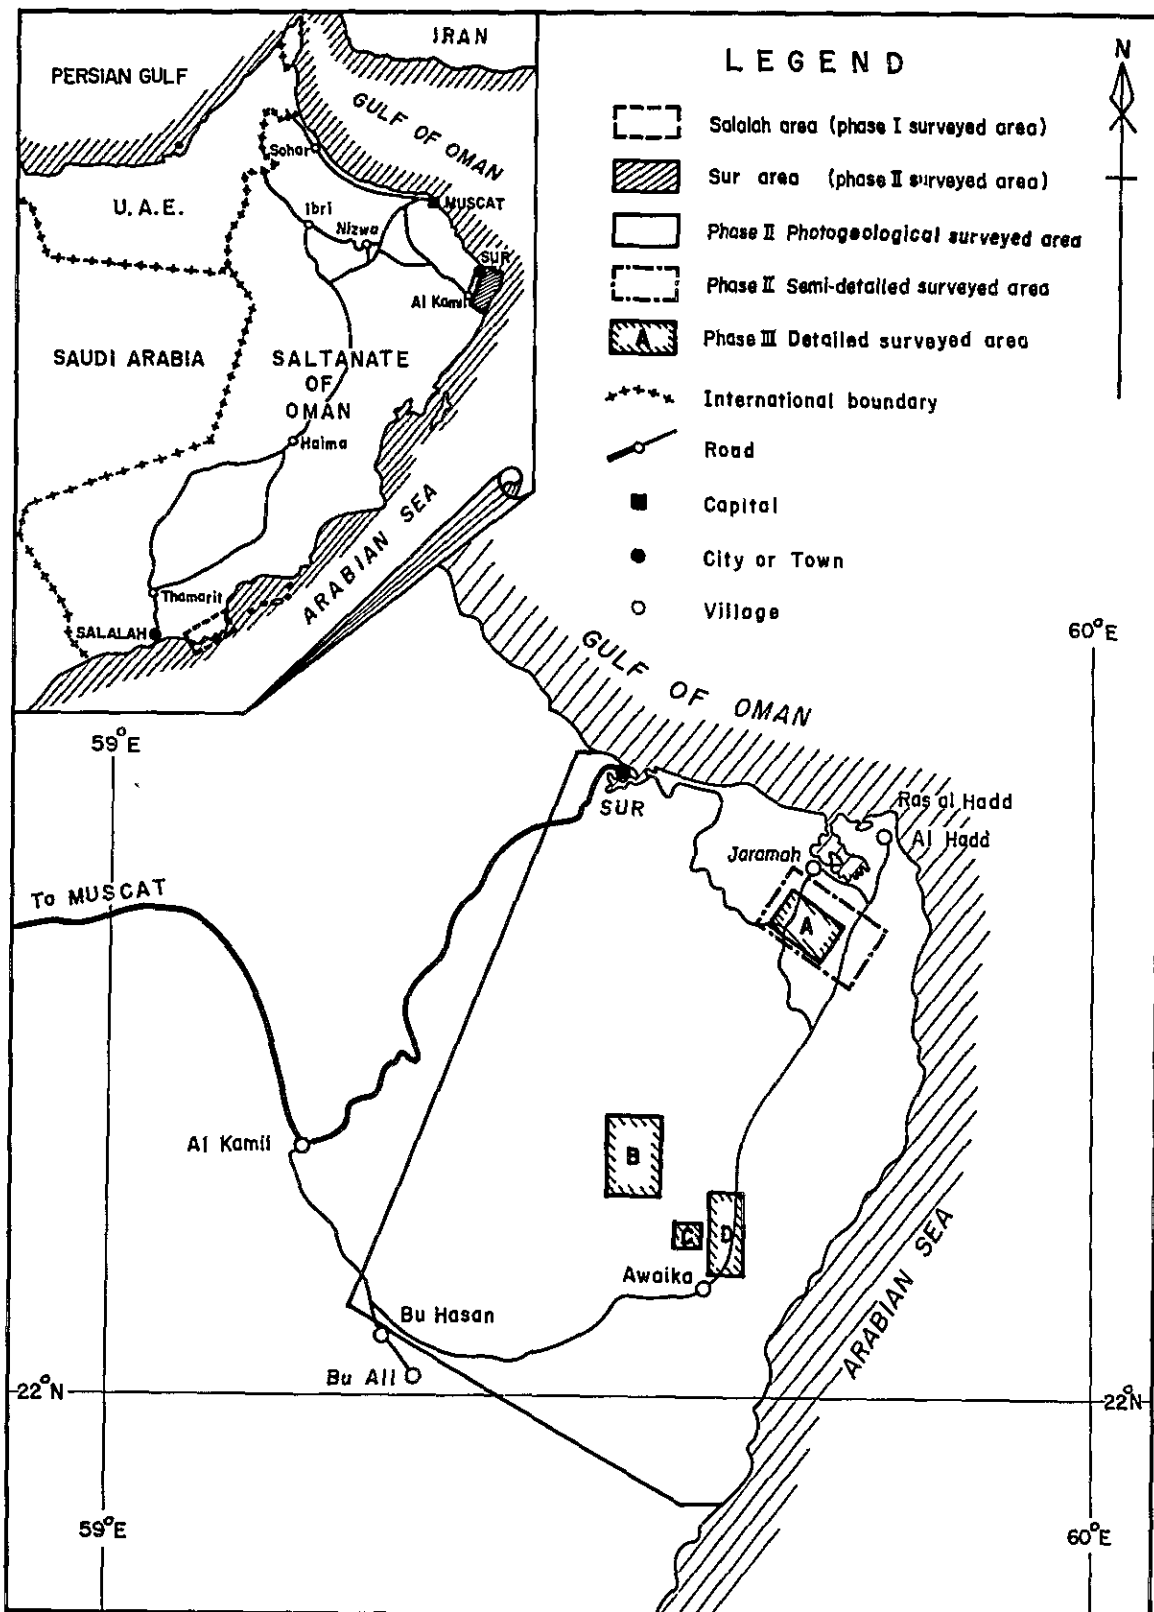 IRAN
PERSIAN GULF
GULF OF OMAN
Sohar
U.A.E.
MUSCAT
Ibri
Nizwa
SUR
Al Kamil
SAUDI ARABIA
SALTANATE
OF
OMAN
Haima
ARABIAN SEA
Thamarit
SALALAH
LEGEND
N
Salalah area (phase I surveyed area)
Sur area (phase II surveyed area)
Phase II Photogeological surveyed area
Phase II Semi-detailed surveyed area
A Phase III Detailed surveyed area
International boundary
Road
Capital
City or Town
Village
60°E
GULF OF OMAN
59°E
SUR
Ras al Hadd
Al Hadd
Jaramah
To MUSCAT
A
Al Kamil
B
C
D
Awaika
ARABIAN SEA
Bu Hasan
Bu Ali
22°N
22°N
59°E
60°E